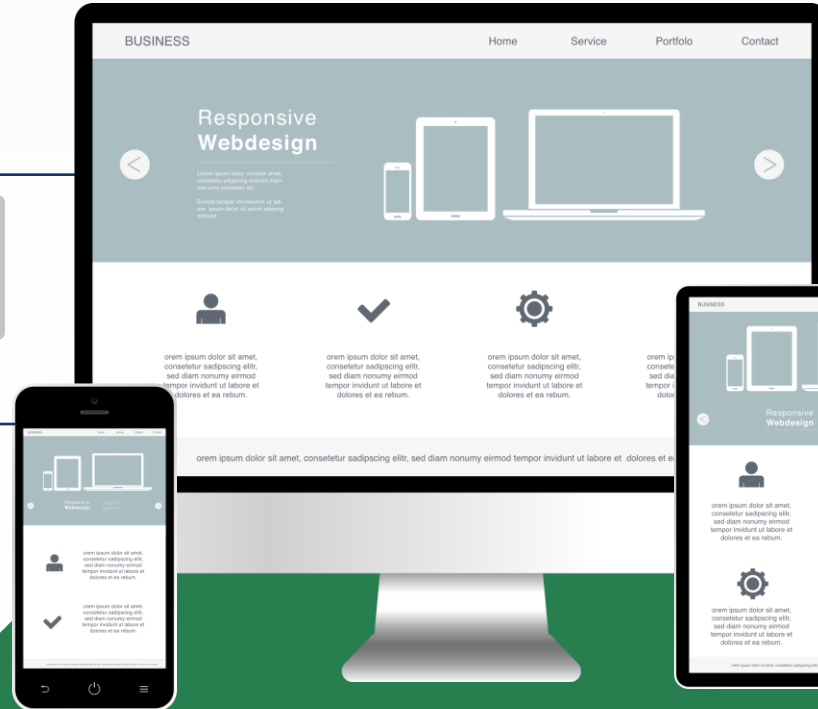 BUSINESS
Home
Service
Portfolo
Contact
Responsive
Webdesign
orem ipsum dolor sit amet,
consetetur sadipscing elitr,
sed diam nonumy eirmod
tempor invidunt ut labore et
dolores et ea rebum.
orem ipsum dolor sit amet,
consetetur sadipscing elitr,
sed diam nonumy eirmod
tempor invidunt ut labore et
dolores et ea rebum.
orem ipsum dolor sit amet,
consetetur sadipscing elitr,
sed diam nonumy eirmod
tempor invidunt ut labore et
dolores et ea rebum.
orem ipsum dolor sit amet, consetetur sadipscing elitr, sed diam nonumy eirmod tempor invidunt ut labore et dolores et e
BUSINESS
Responsive
Webdesign
orem ipsum dolor sit amet,
consetetur sadipscing elitr,
sed diam nonumy eirmod
tempor invidunt ut labore et
dolores et ea rebum.
orem ipsum dolor sit amet,
consetetur sadipscing elitr,
sed diam nonumy eirmod
tempor invidunt ut labore et
dolores et ea rebum.
BUSINESS
Responsive
Webdesign
orem ipsum dolor sit amet,
consetetur sadipscing elitr,
sed diam nonumy eirmod
tempor invidunt ut labore et
dolores et ea rebum.
orem ipsum dolor sit amet,
consetetur sadipscing elitr,
sed diam nonumy eirmod
tempor invidunt ut labore et
dolores et ea rebum.